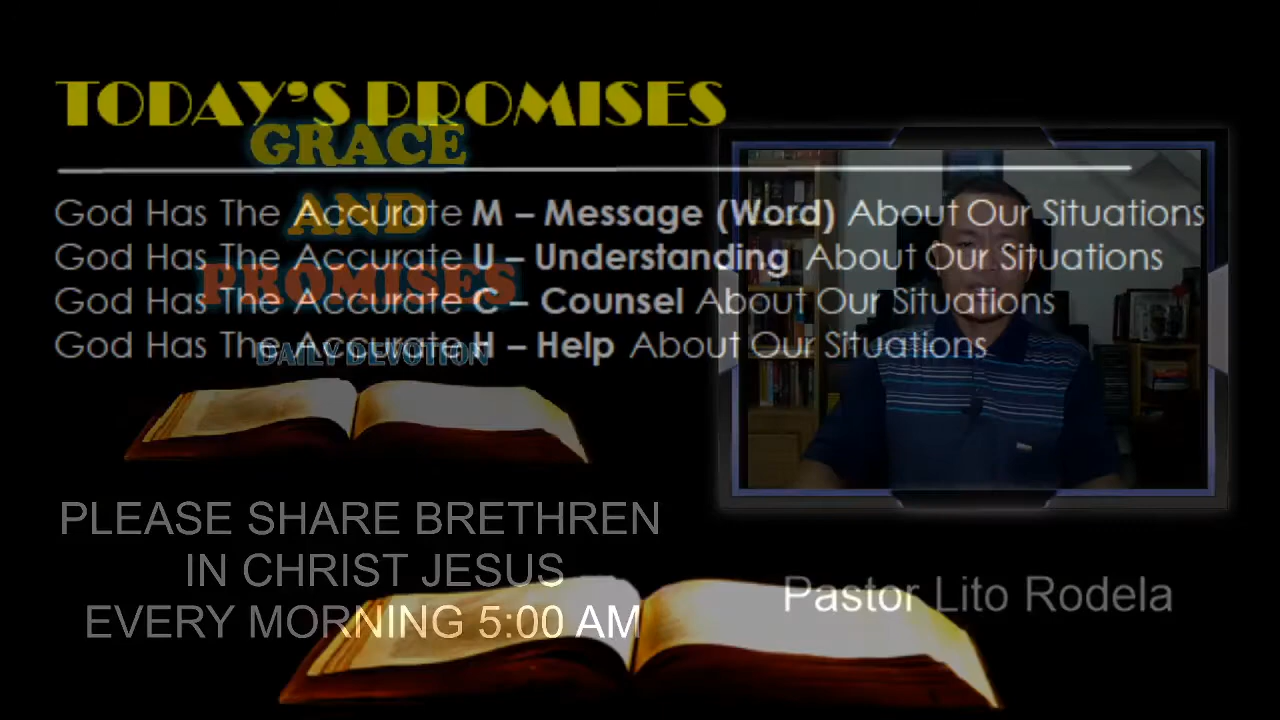 TODAY'S PROMISES
GRACE
AND
PROMISES
DAILY DEVOTION
God Has The Accurate M – Message (Word) About Our Situations
God Has The Accurate U – Understanding About Our Situations
God Has The Accurate C – Counsel About Our Situations
God Has The Accurate H – Help About Our Situations
PLEASE SHARE BRETHREN
IN CHRIST JESUS
EVERY MORNING 5:00 AM
Pastor Lito Rodela